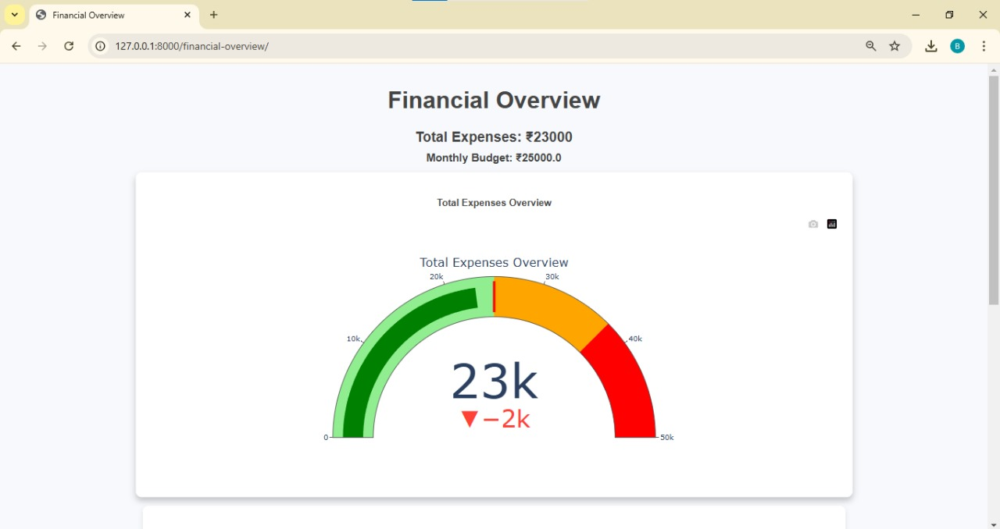 Financial Overview
127.0.0.1:8000/financial-overview/
B
Financial Overview
Total Expenses: ₹23000
Monthly Budget: ₹25000.0
Total Expenses Overview
Total Expenses Overview
20k
30k
10k
40k
23k
▼−2k
0
50k